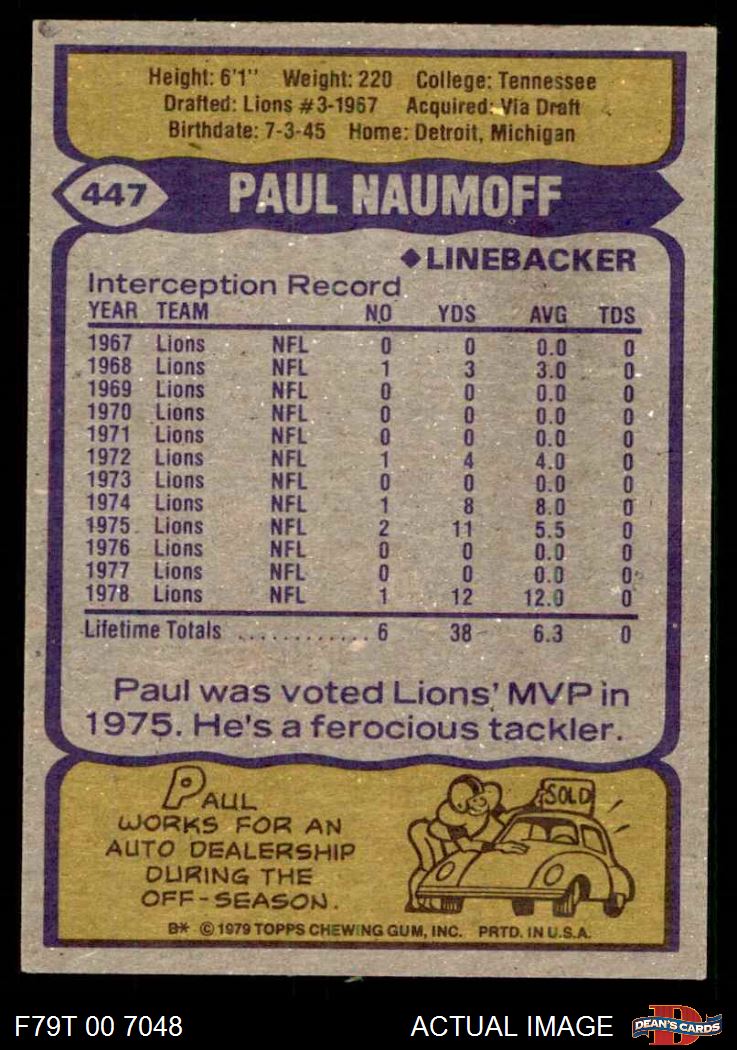 Height: 6'1" Weight: 220 College: Tennessee
Drafted: Lions #3-1967 Acquired: Via Draft
Birthdate: 7-3-45 Home: Detroit, Michigan
447 PAUL NAUMOFF
◆LINEBACKER
Interception Record
YEAR TEAM NO YDS AVG TDS
1967 Lions NFL 0 0 0.0 0
1968 Lions NFL 1 3 3.0 0
1969 Lions NFL 0 0 0.0 0
1970 Lions NFL 0 0 0.0 0
1971 Lions NFL 0 0 0.0 0
1972 Lions NFL 1 4 4.0 0
1973 Lions NFL 0 0 0.0 0
1974 Lions NFL 1 8 8.0 0
1975 Lions NFL 2 11 5.5 0
1976 Lions NFL 0 0 0.0 0
1977 Lions NFL 0 0 0.0 0
1978 Lions NFL 1 12 12.0 0
Lifetime Totals ............ 6 38 6.3 0
Paul was voted Lions' MVP in
1975. He's a ferocious tackler.
PAUL
WORKS FOR AN
AUTO DEALERSHIP
DURING THE
OFF-SEASON.
SOLD
B* © 1979 TOPPS CHEWING GUM, INC. PRTD. IN U.S.A.
F79T 00 7048 ACTUAL IMAGE D DEAN'S CARDS